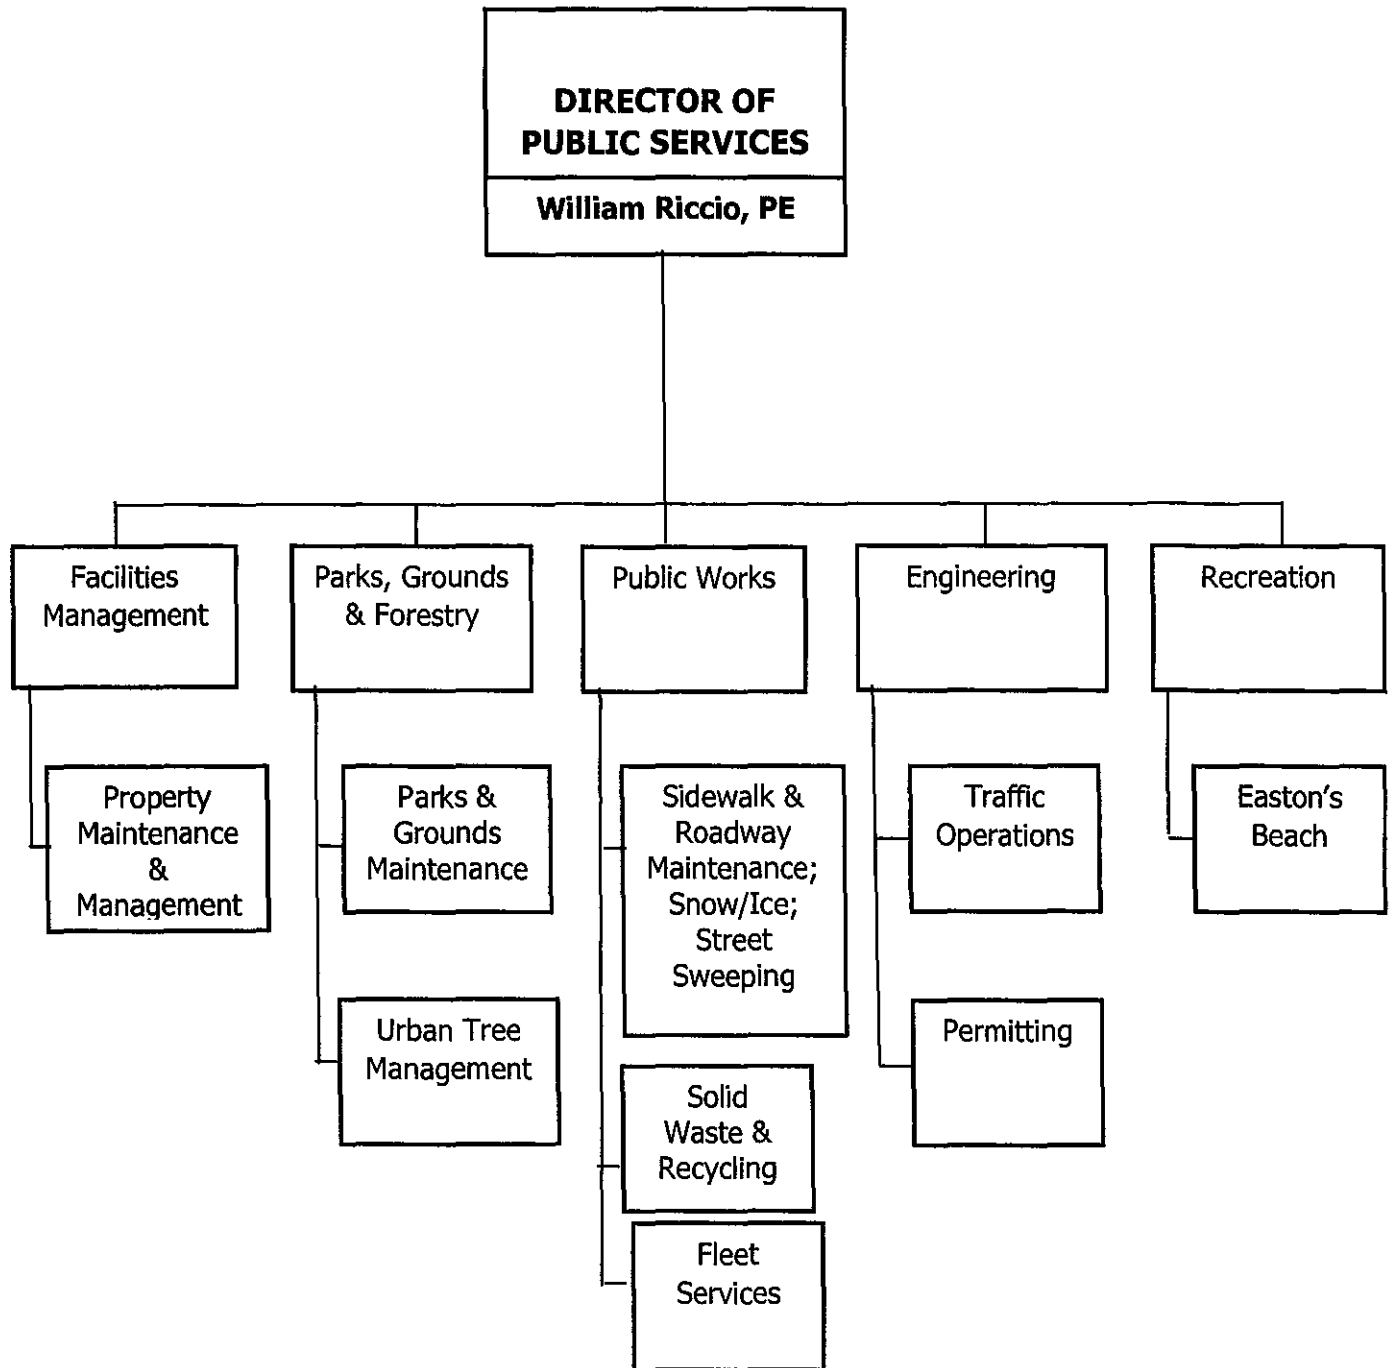 DIRECTOR OF
PUBLIC SERVICES
William Riccio, PE
Facilities
Management
Parks, Grounds
& Forestry
Public Works
Engineering
Recreation
Property
Maintenance
&
Management
Parks &
Grounds
Maintenance
Sidewalk &
Roadway
Maintenance;
Snow/Ice;
Street
Sweeping
Traffic
Operations
Easton's
Beach
Urban Tree
Management
Permitting
Solid
Waste &
Recycling
Fleet
Services